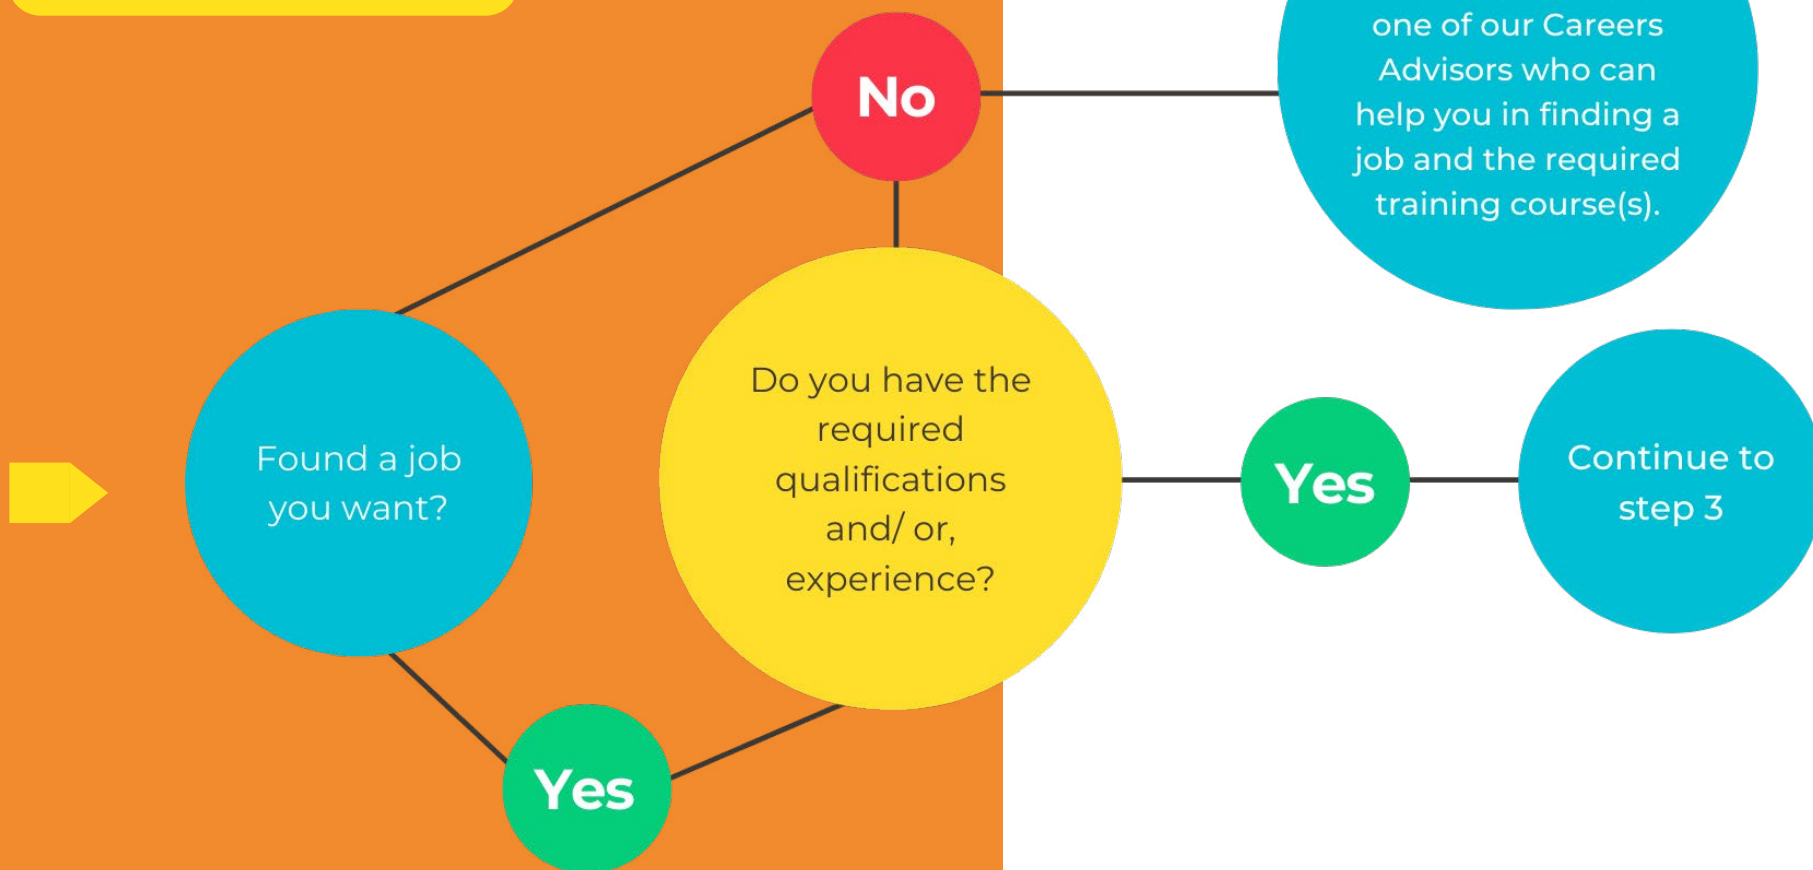 No
one of our Careers
Advisors who can
help you in finding a
job and the required
training course(s).
Found a job
you want?
Do you have the
required
qualifications
and/ or,
experience?
Yes
Continue to
step 3
Yes